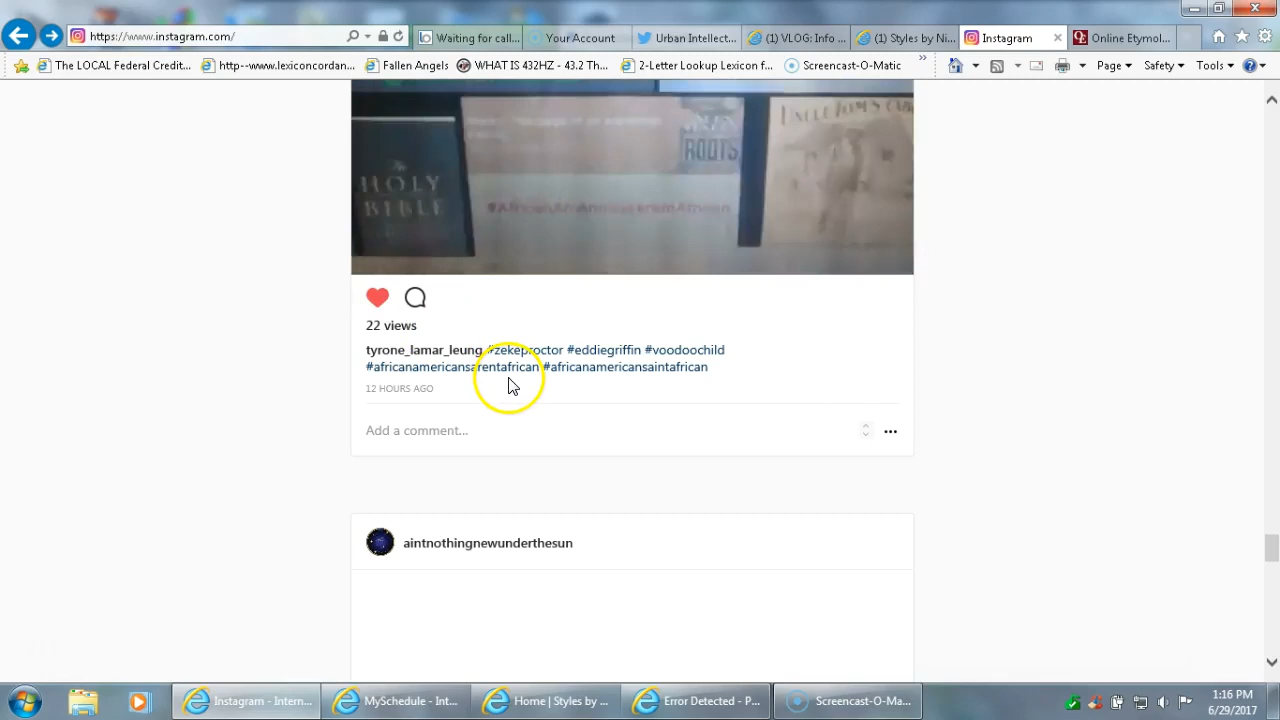 https://www.instagram.com/
Waiting for call...
Your Account
Urban Intellect...
(1) VLOG: Info ...
(1) Styles by Ni...
Instagram
Online Etymol...
The LOCAL Federal Credit...
http--www.lexiconcordan...
Fallen Angels
WHAT IS 432HZ - 43.2 Th...
2-Letter Lookup Lexicon f...
Screencast-O-Matic
Page
Safety
Tools
The
HOLY
BIBLE
ROOTS
22 views
tyrone_lamar_leung #zekeproctor #eddiegriffin #voodoochild
#africanamericansarentafrican #africanamericansaintafrican
12 HOURS AGO
Add a comment...
aintnothingnewunderthesun
Instagram - Intern...
MySchedule - Int...
Home | Styles by ...
Error Detected - P...
Screencast-O-Ma...
1:16 PM
6/29/2017